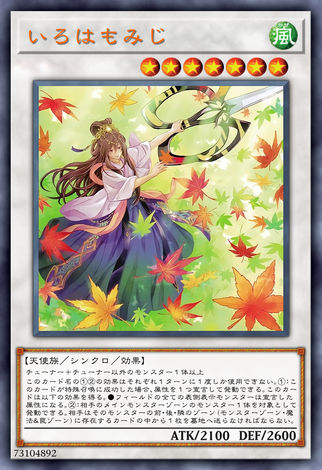 いろはもみじ
風
【天使族／シンクロ／効果】
チューナー＋チューナー以外のモンスター１体以上
このカード名の①②の効果はそれぞれ１ターンに１度しか使用できない。①：こ
のカードが特殊召喚に成功した場合、属性を１つ宣言して発動できる。このカー
ドは以下の効果を得る。●フィールドの全ての表側表示モンスターは宣言した
属性になる。②：相手のメインモンスターゾーンのモンスター１体を対象として
発動できる。相手はそのモンスターの前・後・隣のゾーン（モンスターゾーン・魔
法＆罠ゾーン）に存在するカードの中から１枚を墓地へ送らなければならない。
ATK/2100 DEF/2600
73104892